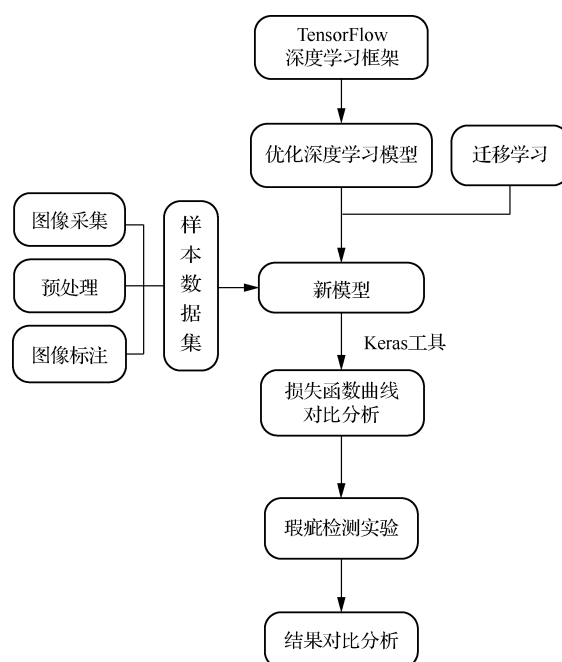 TensorFlow
深度学习框架
优化深度学习模型
迁移学习
图像采集
预处理
图像标注
样
本
数
据
集
新模型
Keras工具
损失函数曲线
对比分析
瑕疵检测实验
结果对比分析